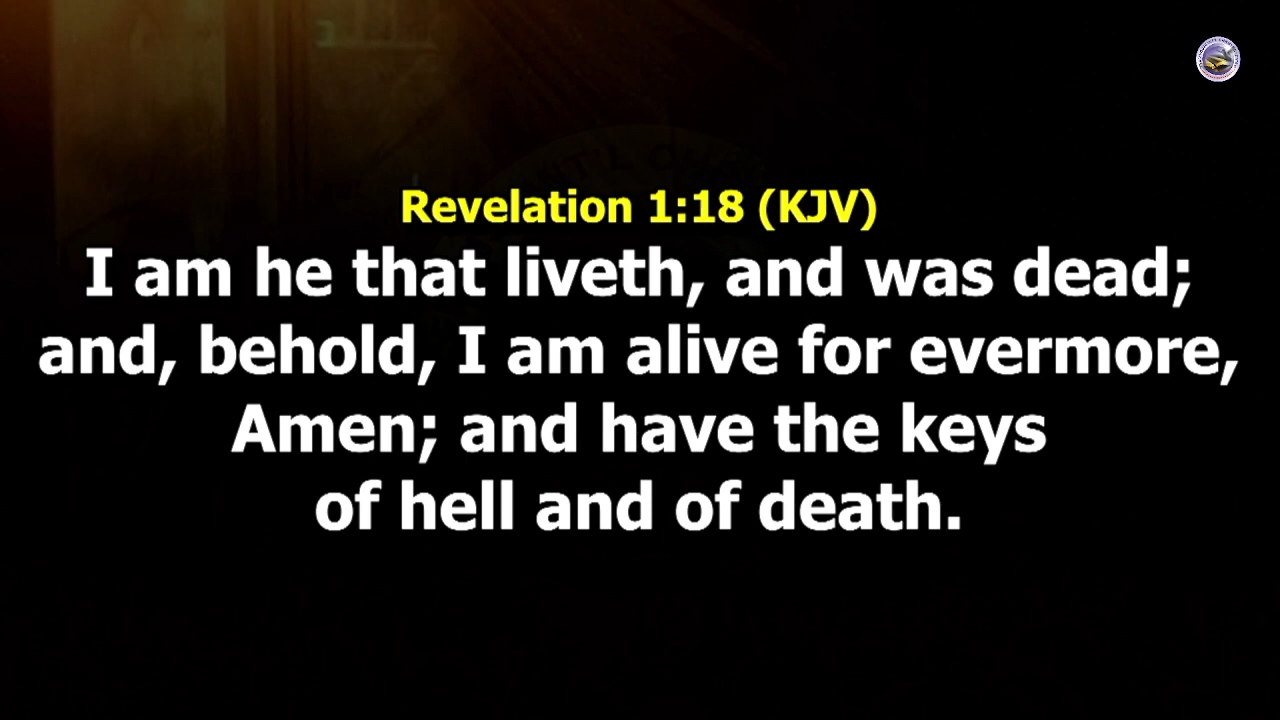 Revelation 1:18 (KJV)
I am he that liveth, and was dead;
and, behold, I am alive for evermore,
Amen; and have the keys
of hell and of death.